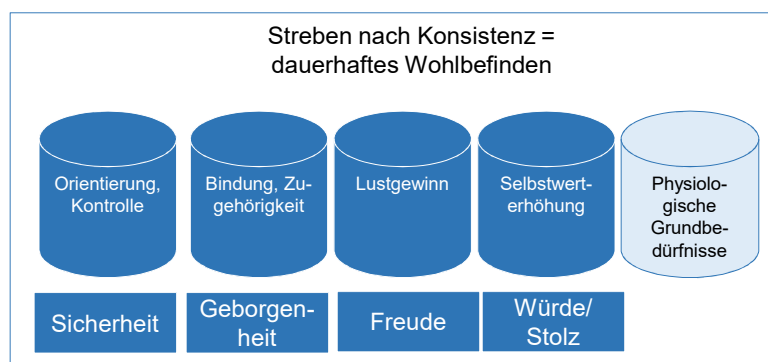 Streben nach Konsistenz =
dauerhaftes Wohlbefinden
Orientierung,
Kontrolle
Bindung, Zu-
gehörigkeit
Lustgewinn
Selbstwert-
erhöhung
Physiolo-
gische
Grundbe-
dürfnisse
Sicherheit
Geborgen-
heit
Freude
Würde/
Stolz